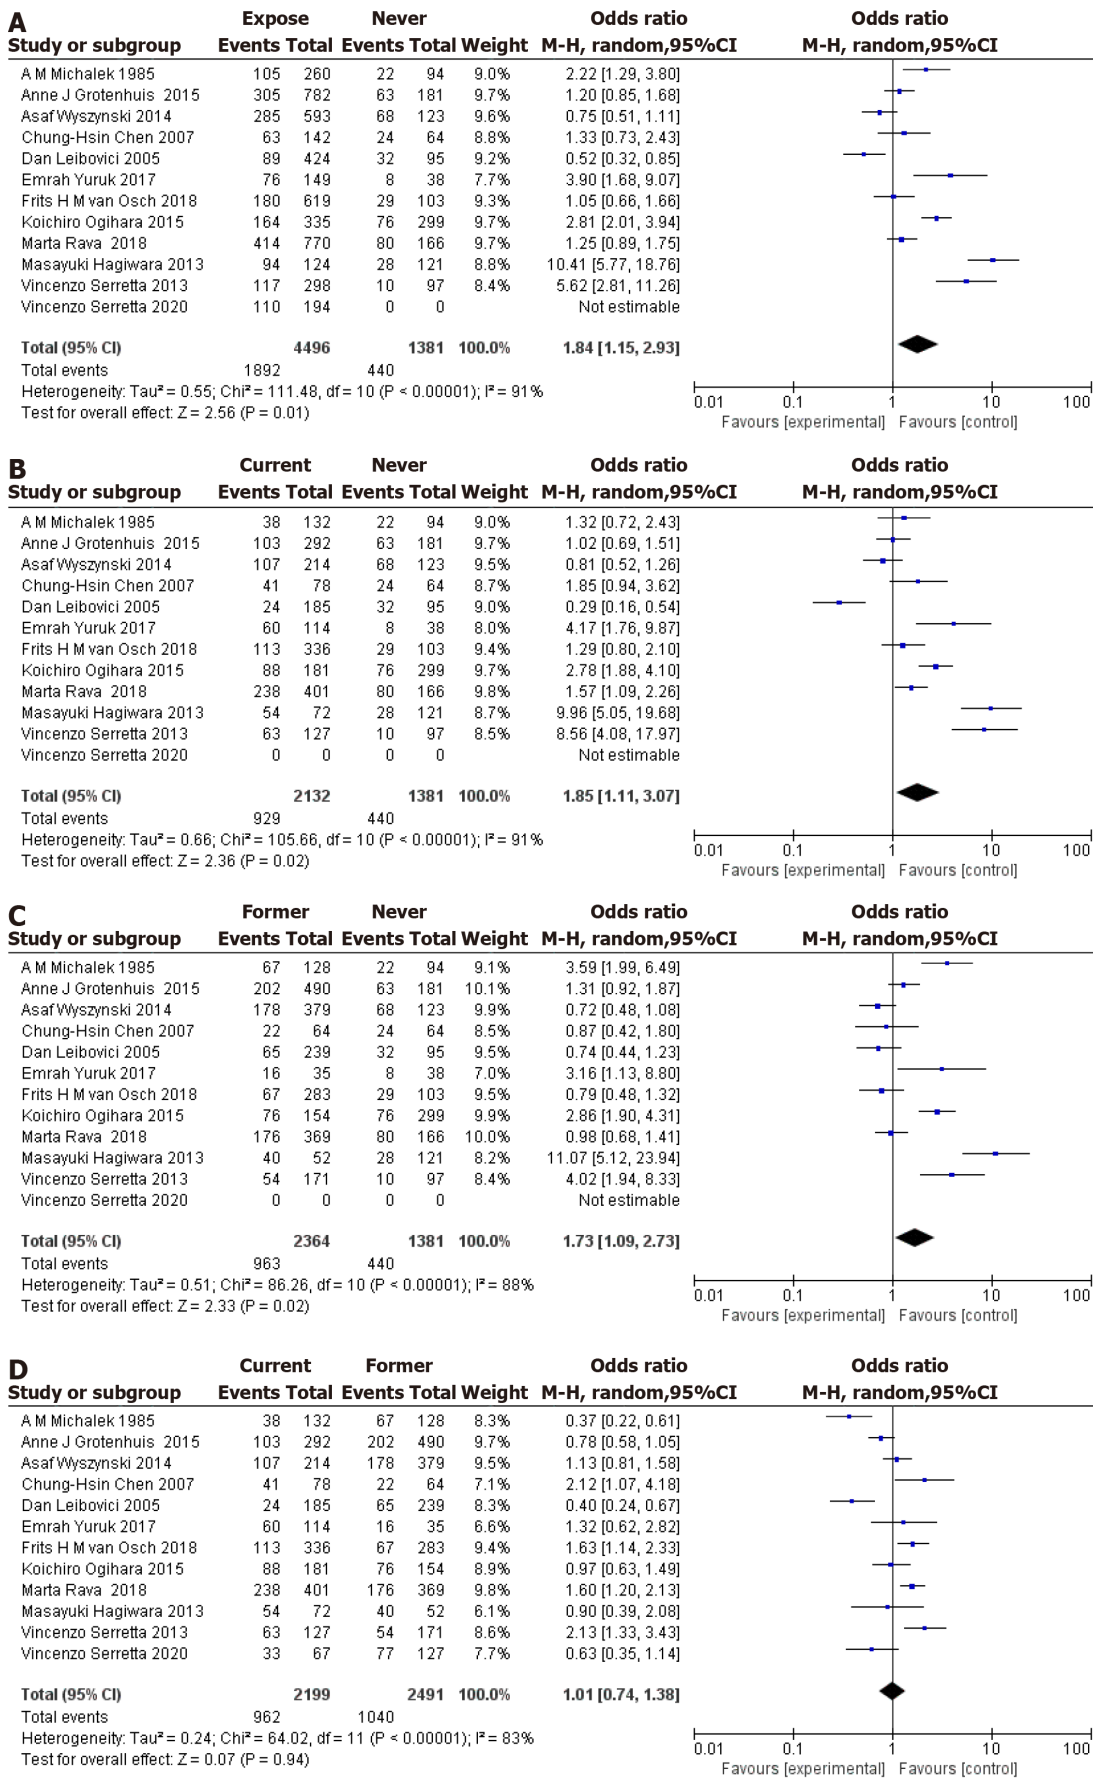 A Expose Never Odds ratio Odds ratio
Study or subgroup Events Total Events Total Weight M-H, random,95%CI M-H, random,95%CI
A M Michalek 1985 105 260 22 94 9.0% 2.22 [1.29, 3.80]
Anne J Grotenhuis 2015 305 782 63 181 9.7% 1.20 [0.85, 1.68]
Asaf Wyszynski 2014 285 593 68 123 9.6% 0.75 [0.51, 1.11]
Chung-Hsin Chen 2007 63 142 24 64 8.8% 1.33 [0.73, 2.43]
Dan Leibovici 2005 89 424 32 95 9.2% 0.52 [0.32, 0.85]
Emrah Yuruk 2017 76 149 8 38 7.7% 3.90 [1.68, 9.07]
Frits H M van Osch 2018 180 619 29 103 9.3% 1.05 [0.66, 1.66]
Koichiro Ogihara 2015 164 335 76 299 9.7% 2.81 [2.01, 3.94]
Marta Rava 2018 414 770 80 166 9.7% 1.25 [0.89, 1.75]
Masayuki Hagiwara 2013 94 124 28 121 8.8% 10.41 [5.77, 18.76]
Vincenzo Serretta 2013 117 298 10 97 8.4% 5.62 [2.81, 11.26]
Vincenzo Serretta 2020 110 194 0 0 Not estimable
Total (95% CI) 4496 1381 100.0% 1.84 [1.15, 2.93]
Total events 1892 440
Heterogeneity: Tau² = 0.55; Chi² = 111.48, df = 10 (P < 0.00001); I² = 91%
Test for overall effect: Z = 2.56 (P = 0.01)
0.01 0.1 1 10 100
Favours [experimental] Favours [control]
B Current Never Odds ratio Odds ratio
Study or subgroup Events Total Events Total Weight M-H, random,95%CI M-H, random,95%CI
A M Michalek 1985 38 132 22 94 9.0% 1.32 [0.72, 2.43]
Anne J Grotenhuis 2015 103 292 63 181 9.7% 1.02 [0.69, 1.51]
Asaf Wyszynski 2014 107 214 68 123 9.5% 0.81 [0.52, 1.26]
Chung-Hsin Chen 2007 41 78 24 64 8.7% 1.85 [0.94, 3.62]
Dan Leibovici 2005 24 185 32 95 9.0% 0.29 [0.16, 0.54]
Emrah Yuruk 2017 60 114 8 38 8.0% 4.17 [1.76, 9.87]
Frits H M van Osch 2018 113 336 29 103 9.4% 1.29 [0.80, 2.10]
Koichiro Ogihara 2015 88 181 76 299 9.7% 2.78 [1.88, 4.10]
Marta Rava 2018 238 401 80 166 9.8% 1.57 [1.09, 2.26]
Masayuki Hagiwara 2013 54 72 28 121 8.7% 9.96 [5.05, 19.68]
Vincenzo Serretta 2013 63 127 10 97 8.5% 8.56 [4.08, 17.97]
Vincenzo Serretta 2020 0 0 0 0 Not estimable
Total (95% CI) 2132 1381 100.0% 1.85 [1.11, 3.07]
Total events 929 440
Heterogeneity: Tau² = 0.66; Chi² = 105.66, df = 10 (P < 0.00001); I² = 91%
Test for overall effect: Z = 2.36 (P = 0.02)
0.01 0.1 1 10 100
Favours [experimental] Favours [control]
C Former Never Odds ratio Odds ratio
Study or subgroup Events Total Events Total Weight M-H, random,95%CI M-H, random,95%CI
A M Michalek 1985 67 128 22 94 9.1% 3.59 [1.99, 6.49]
Anne J Grotenhuis 2015 202 490 63 181 10.1% 1.31 [0.92, 1.87]
Asaf Wyszynski 2014 178 379 68 123 9.9% 0.72 [0.48, 1.08]
Chung-Hsin Chen 2007 22 64 24 64 8.5% 0.87 [0.42, 1.80]
Dan Leibovici 2005 65 239 32 95 9.5% 0.74 [0.44, 1.23]
Emrah Yuruk 2017 16 35 8 38 7.0% 3.16 [1.13, 8.80]
Frits H M van Osch 2018 67 283 29 103 9.5% 0.79 [0.48, 1.32]
Koichiro Ogihara 2015 76 154 76 299 9.9% 2.86 [1.90, 4.31]
Marta Rava 2018 176 369 80 166 10.0% 0.98 [0.68, 1.41]
Masayuki Hagiwara 2013 40 52 28 121 8.2% 11.07 [5.12, 23.94]
Vincenzo Serretta 2013 54 171 10 97 8.4% 4.02 [1.94, 8.33]
Vincenzo Serretta 2020 0 0 0 0 Not estimable
Total (95% CI) 2364 1381 100.0% 1.73 [1.09, 2.73]
Total events 963 440
Heterogeneity: Tau² = 0.51; Chi² = 86.26, df = 10 (P < 0.00001); I² = 88%
Test for overall effect: Z = 2.33 (P = 0.02)
0.01 0.1 1 10 100
Favours [experimental] Favours [control]
D Current Former Odds ratio Odds ratio
Study or subgroup Events Total Events Total Weight M-H, random,95%CI M-H, random,95%CI
A M Michalek 1985 38 132 67 128 8.3% 0.37 [0.22, 0.61]
Anne J Grotenhuis 2015 103 292 202 490 9.7% 0.78 [0.58, 1.05]
Asaf Wyszynski 2014 107 214 178 379 9.5% 1.13 [0.81, 1.58]
Chung-Hsin Chen 2007 41 78 22 64 7.1% 2.12 [1.07, 4.18]
Dan Leibovici 2005 24 185 65 239 8.3% 0.40 [0.24, 0.67]
Emrah Yuruk 2017 60 114 16 35 6.6% 1.32 [0.62, 2.82]
Frits H M van Osch 2018 113 336 67 283 9.4% 1.63 [1.14, 2.33]
Koichiro Ogihara 2015 88 181 76 154 8.9% 0.97 [0.63, 1.49]
Marta Rava 2018 238 401 176 369 9.8% 1.60 [1.20, 2.13]
Masayuki Hagiwara 2013 54 72 40 52 6.1% 0.90 [0.39, 2.08]
Vincenzo Serretta 2013 63 127 54 171 8.6% 2.13 [1.33, 3.43]
Vincenzo Serretta 2020 33 67 77 127 7.7% 0.63 [0.35, 1.14]
Total (95% CI) 2199 2491 100.0% 1.01 [0.74, 1.38]
Total events 962 1040
Heterogeneity: Tau² = 0.24; Chi² = 64.02, df = 11 (P < 0.00001); I² = 83%
Test for overall effect: Z = 0.07 (P = 0.94)
0.01 0.1 1 10 100
Favours [experimental] Favours [control]